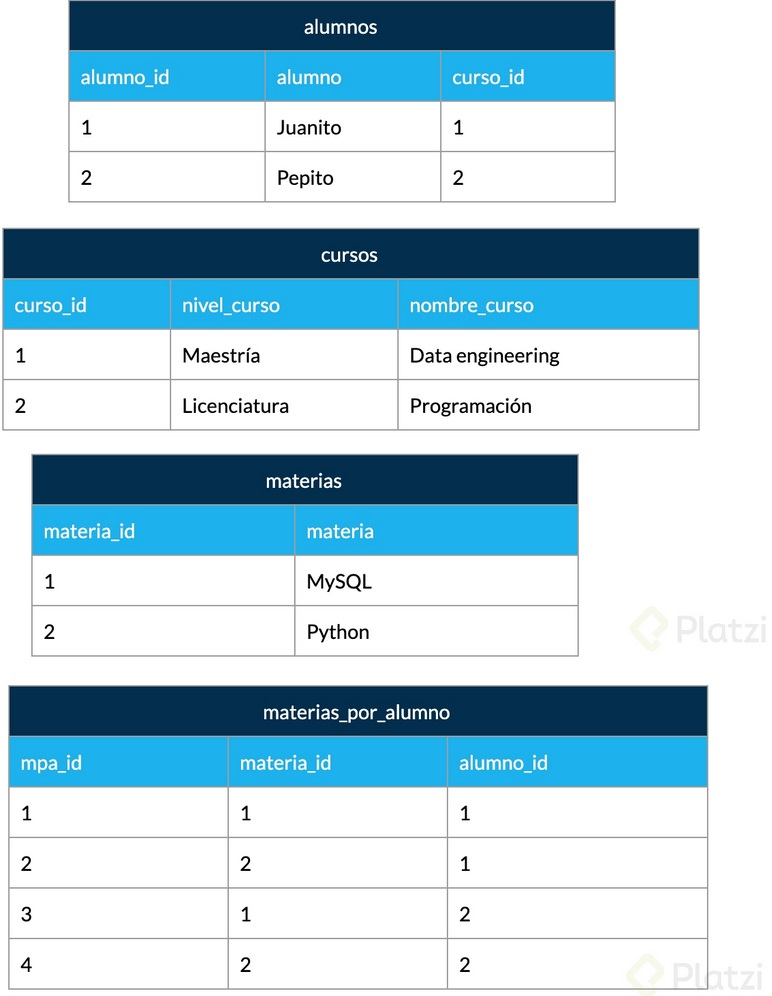 alumnos
alumno_id alumno curso_id
1 Juanito 1
2 Pepito 2
cursos
curso_id nivel_curso nombre_curso
1 Maestría Data engineering
2 Licenciatura Programación
materias
materia_id materia
1 MySQL
2 Python
Platzi
materias_por_alumno
mpa_id materia_id alumno_id
1 1 1
2 2 1
3 1 2
4 2 2
Platzi